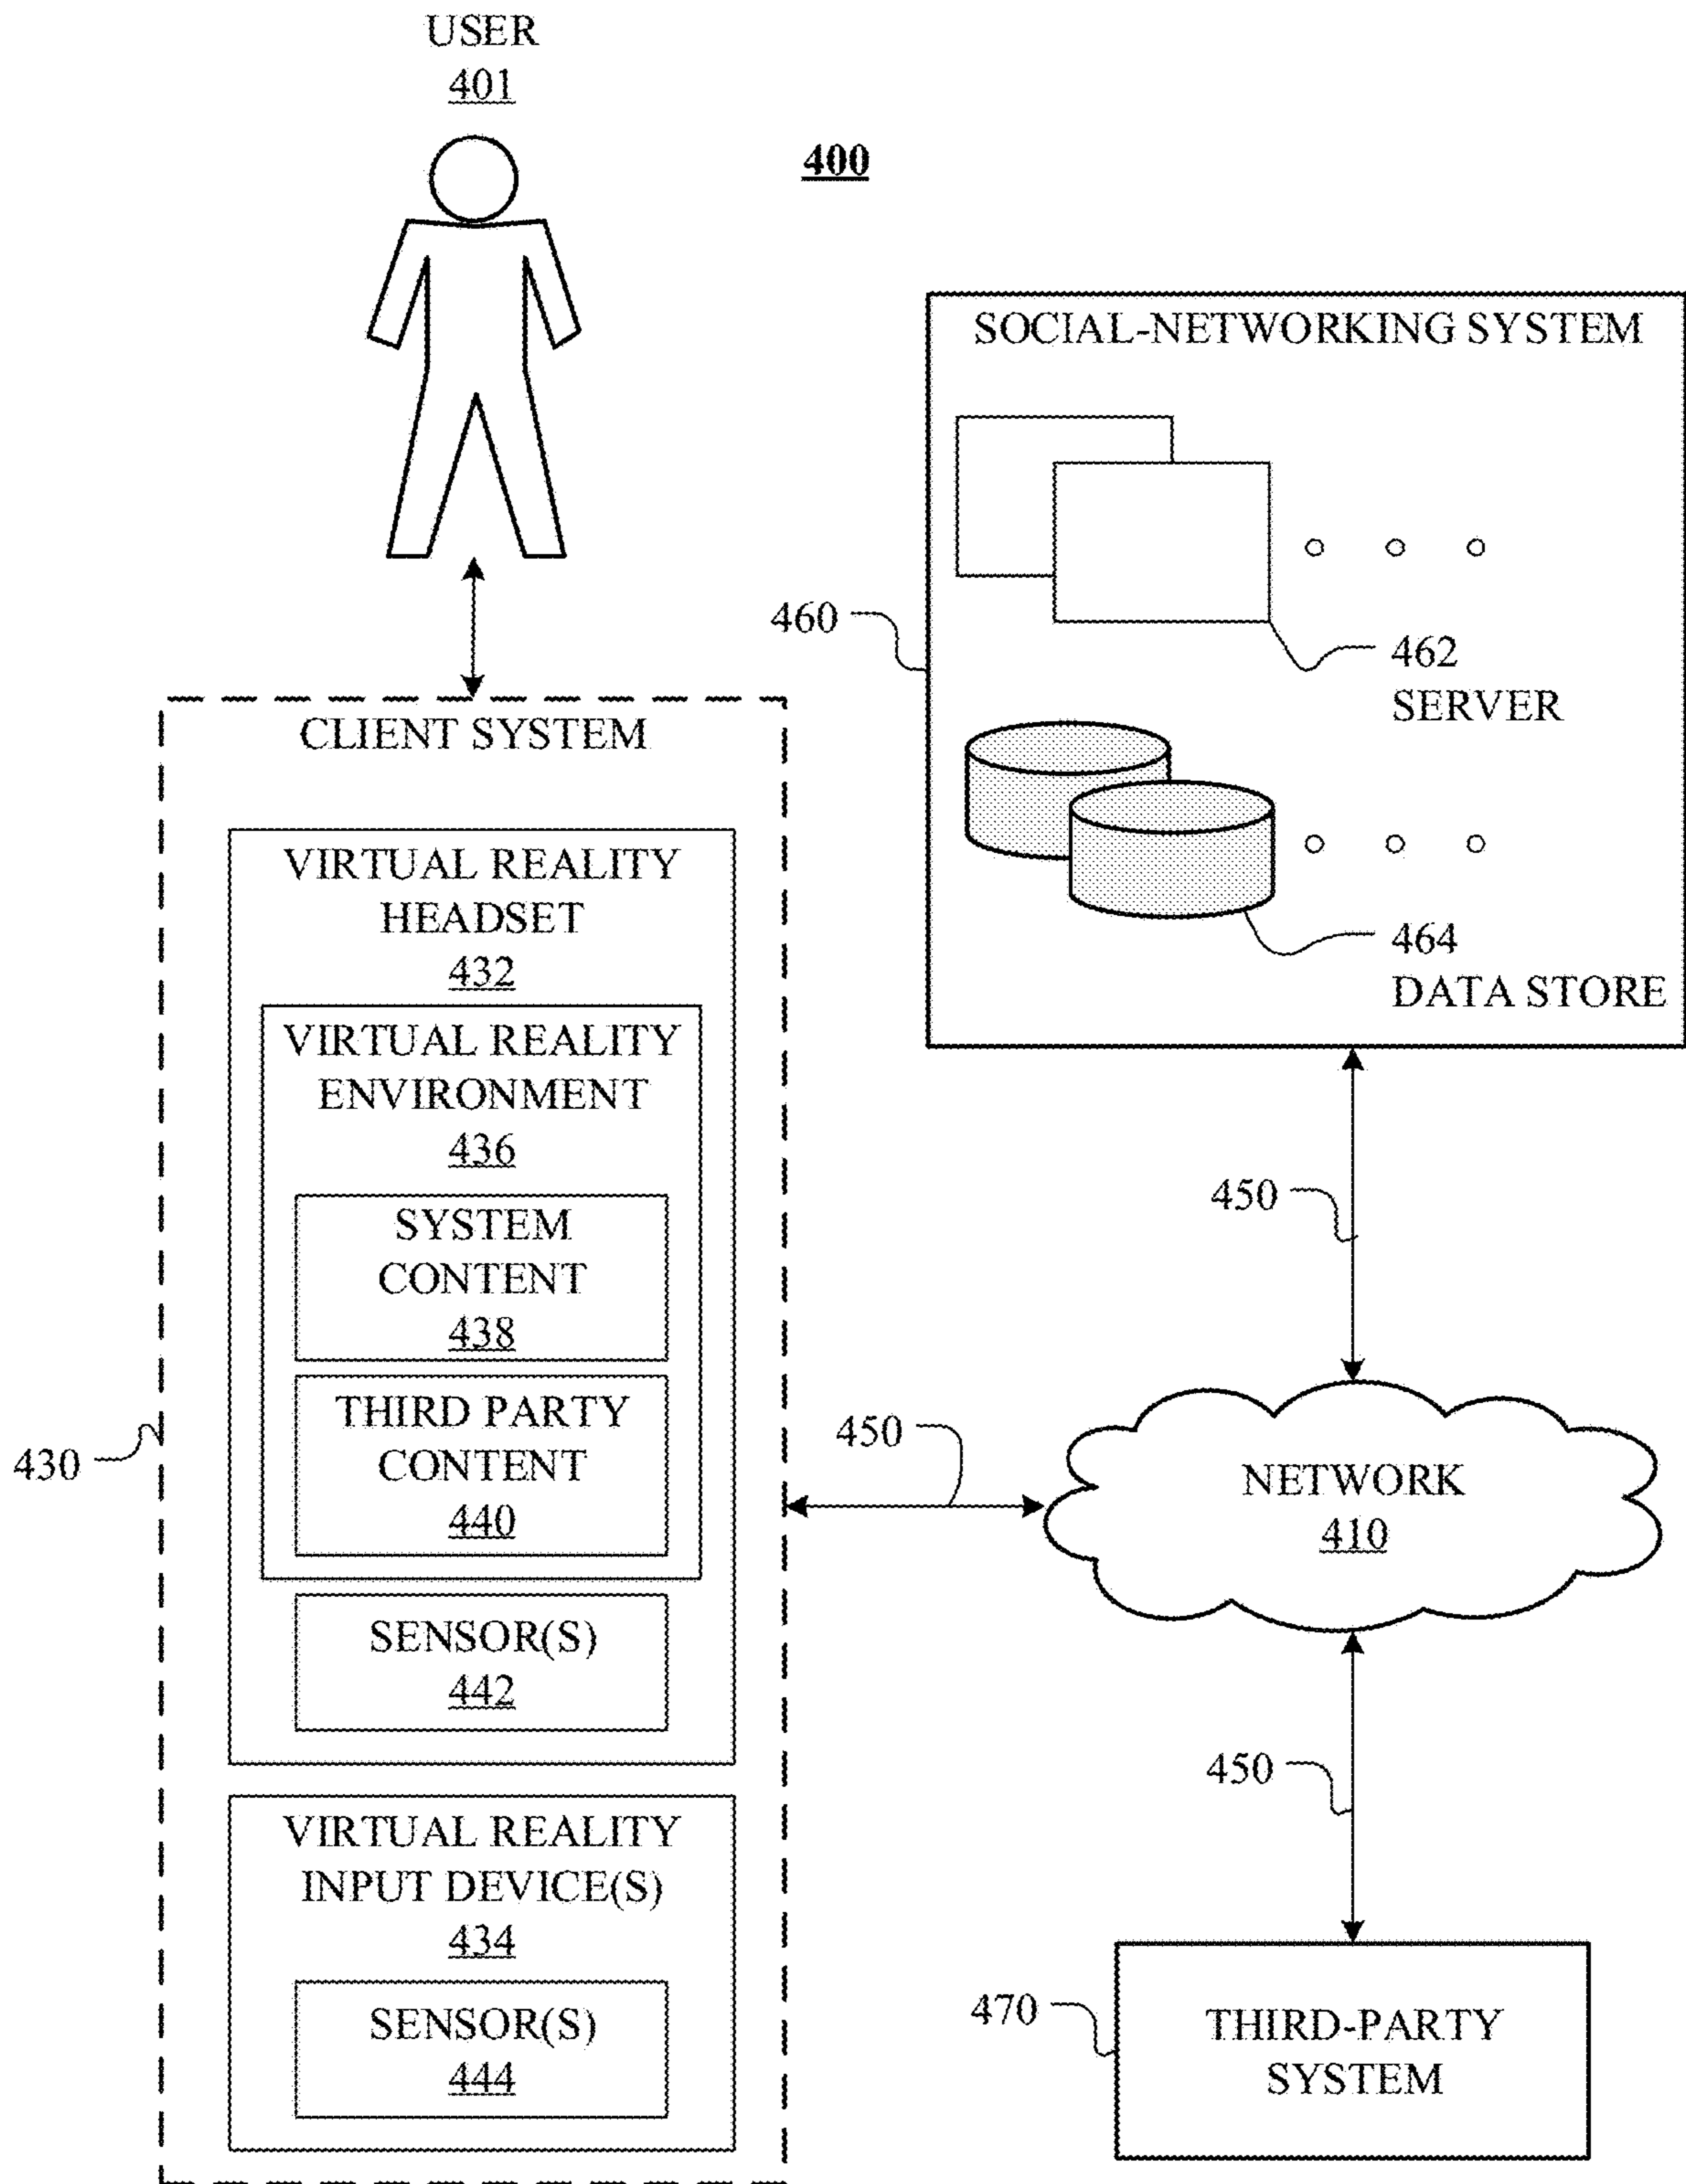 USER
401
400
CLIENT SYSTEM
VIRTUAL REALITY
HEADSET
432
VIRTUAL REALITY
ENVIRONMENT
436
SYSTEM
CONTENT
438
THIRD PARTY
CONTENT
440
SENSOR(S)
442
VIRTUAL REALITY
INPUT DEVICE(S)
434
SENSOR(S)
444
430
SOCIAL-NETWORKING SYSTEM
460
462
SERVER
464
DATA STORE
450
450
NETWORK
410
450
470
THIRD-PARTY
SYSTEM